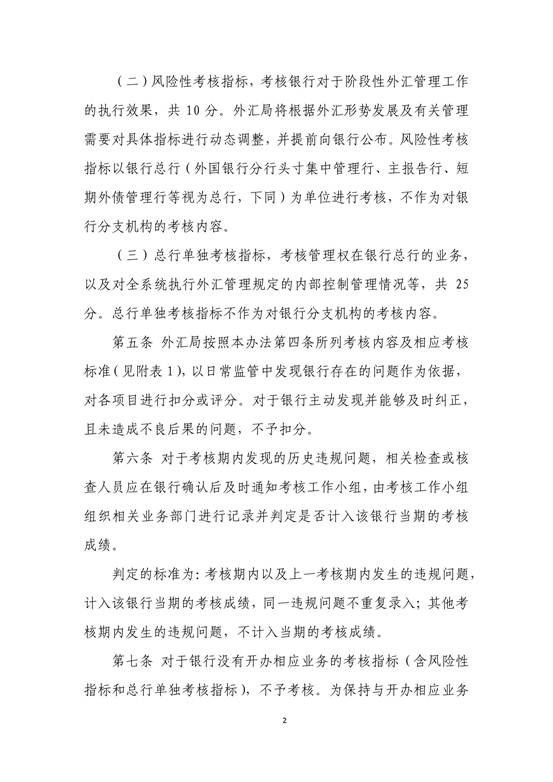 （二）风险性考核指标，考核银行对于阶段性外汇管理工作
的执行效果，共 10 分。外汇局将根据外汇形势发展及有关管理
需要对具体指标进行动态调整，并提前向银行公布。风险性考核
指标以银行总行（外国银行分行头寸集中管理行、主报告行、短
期外债管理行等视为总行，下同）为单位进行考核，不作为对银
行分支机构的考核内容。
（三）总行单独考核指标，考核管理权在银行总行的业务，
以及对全系统执行外汇管理规定的内部控制管理情况等，共 25
分。总行单独考核指标不作为对银行分支机构的考核内容。
第五条 外汇局按照本办法第四条所列考核内容及相应考核
标准（见附表 1），以日常监管中发现银行存在的问题作为依据，
对各项目进行扣分或评分。对于银行主动发现并能够及时纠正，
且未造成不良后果的问题，不予扣分。
第六条 对于考核期内发现的历史违规问题，相关检查或核
查人员应在银行确认后及时通知考核工作小组，由考核工作小组
组织相关业务部门进行记录并判定是否计入该银行当期的考核
成绩。
判定的标准为：考核期内以及上一考核期内发生的违规问题，
计入该银行当期的考核成绩，同一违规问题不重复录入；其他考
核期内发生的违规问题，不计入当期的考核成绩。
第七条 对于银行没有开办相应业务的考核指标（含风险性
指标和总行单独考核指标），不予考核。为保持与开办相应业务
2